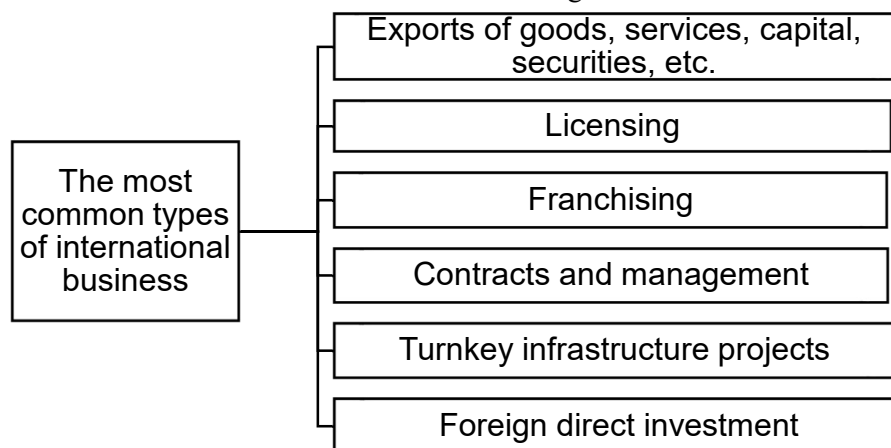 The most
common types
of international
business
Exports of goods, services, capital,
securities, etc.
Licensing
Franchising
Contracts and management
Turnkey infrastructure projects
Foreign direct investment